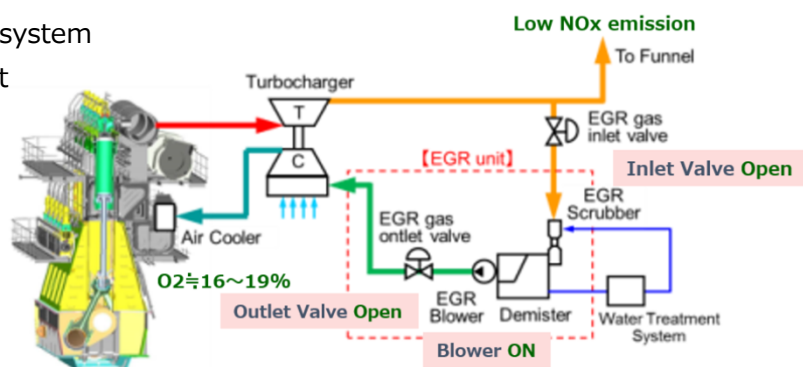 system
t
Low NOx emission
To Funnel
Turbocharger
T
C
EGR gas
inlet valve
【EGR unit】
Inlet Valve Open
EGR
Scrubber
EGR gas
ontlet valve
Air Cooler
O2≒16～19%
Outlet Valve Open
EGR
Blower
Demister
Water Treatment
System
Blower ON